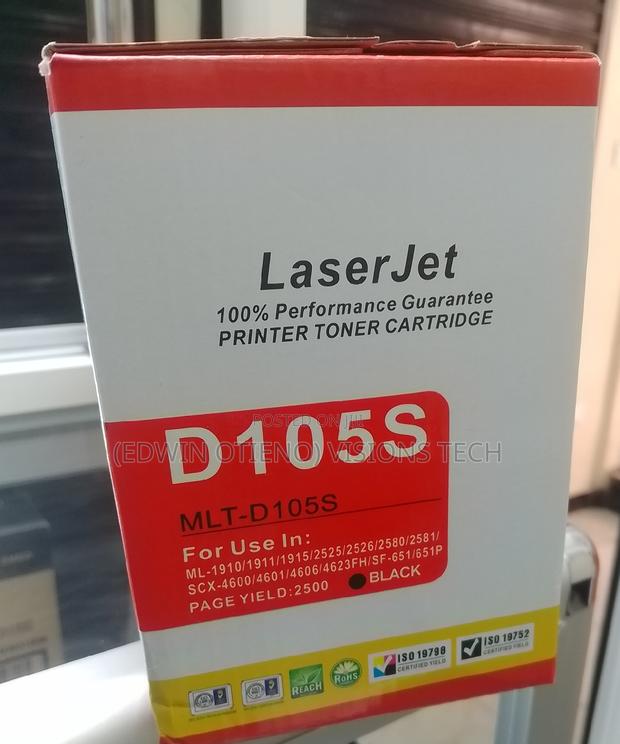 LaserJet
100% Performance Guarantee
PRINTER TONER CARTRIDGE
POSTED ON JIJI
D105S
(EDWIN OTIENO) VISIONS TECH
MLT-D105S
For Use In:
ML-1910/1911/1915/2525/2526/2580/2581/
SCX-4600/4601/4606/4623FH/SF-651/651P
PAGE YIELD:2500 BLACK
REACH
RoHS
ISO 19798
CERTIFIED YIELD
ISO 19752
CERTIFIED YIELD